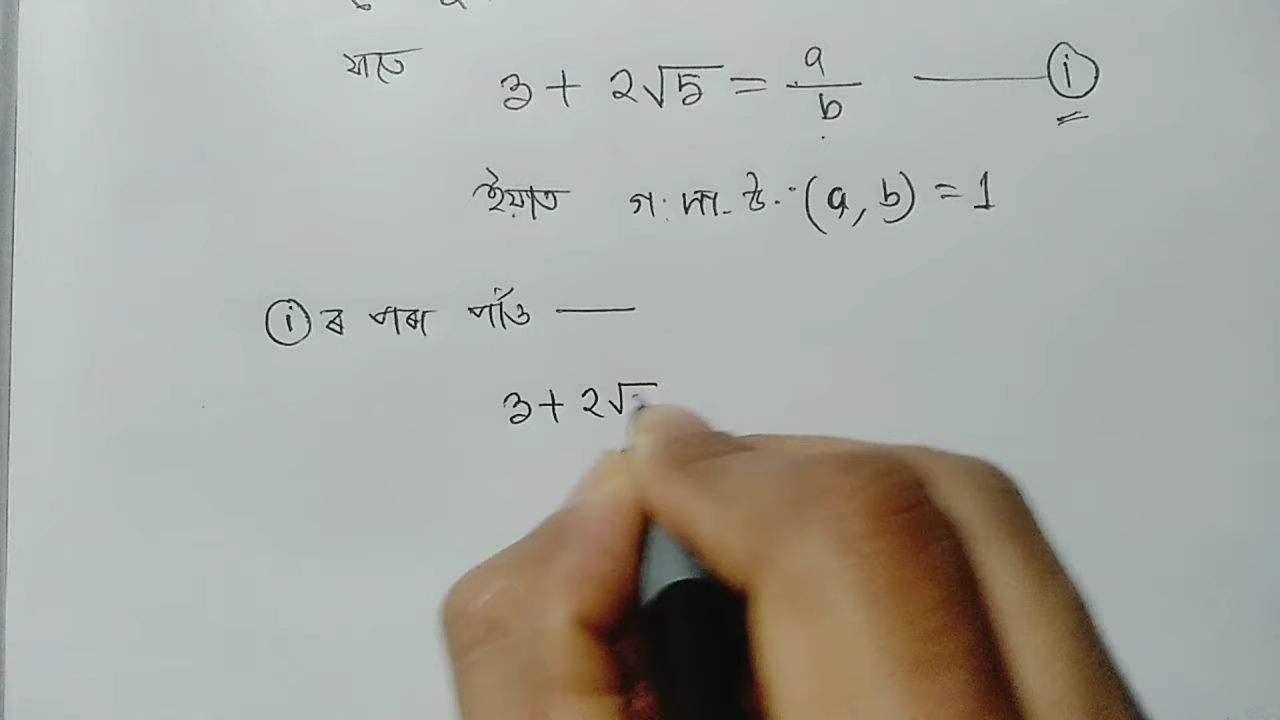 যাতে 3 + 2√5 = a/b —— (i)
ইয়াত গ. সা. উ. (a, b) = 1
(i) ৰ পৰা পাওঁ —
3 + 2√